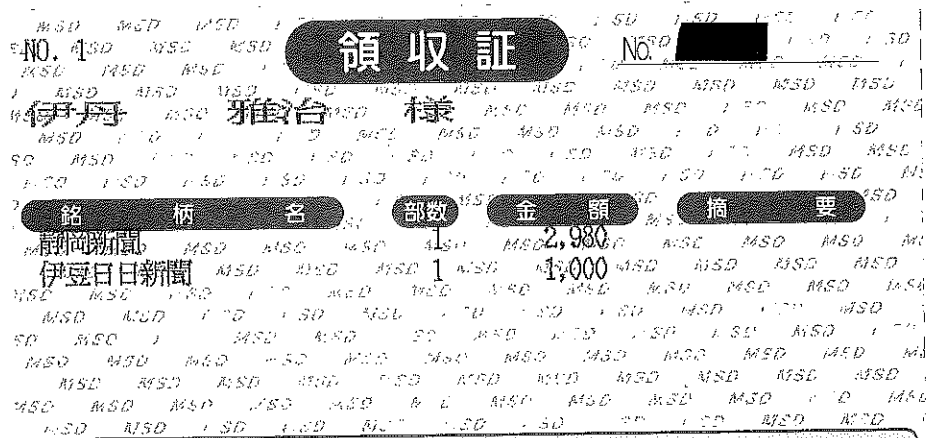 NO. 1 領収証 No.
伊丹 雅治 様
銘柄名 部数 金額 摘要
静岡新聞 1 2,980
伊豆日日新聞 1 1,000